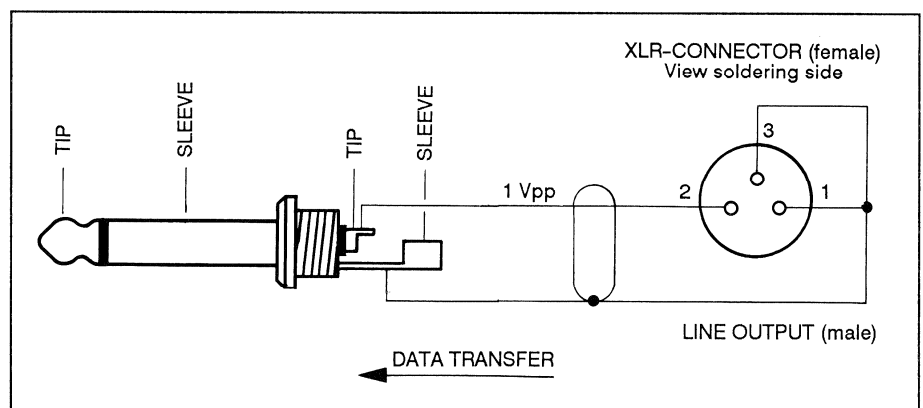 XLR-CONNECTOR (female)
View soldering side
TIP
SLEEVE
TIP
SLEEVE
3
1 Vpp
2
1
LINE OUTPUT (male)
DATA TRANSFER